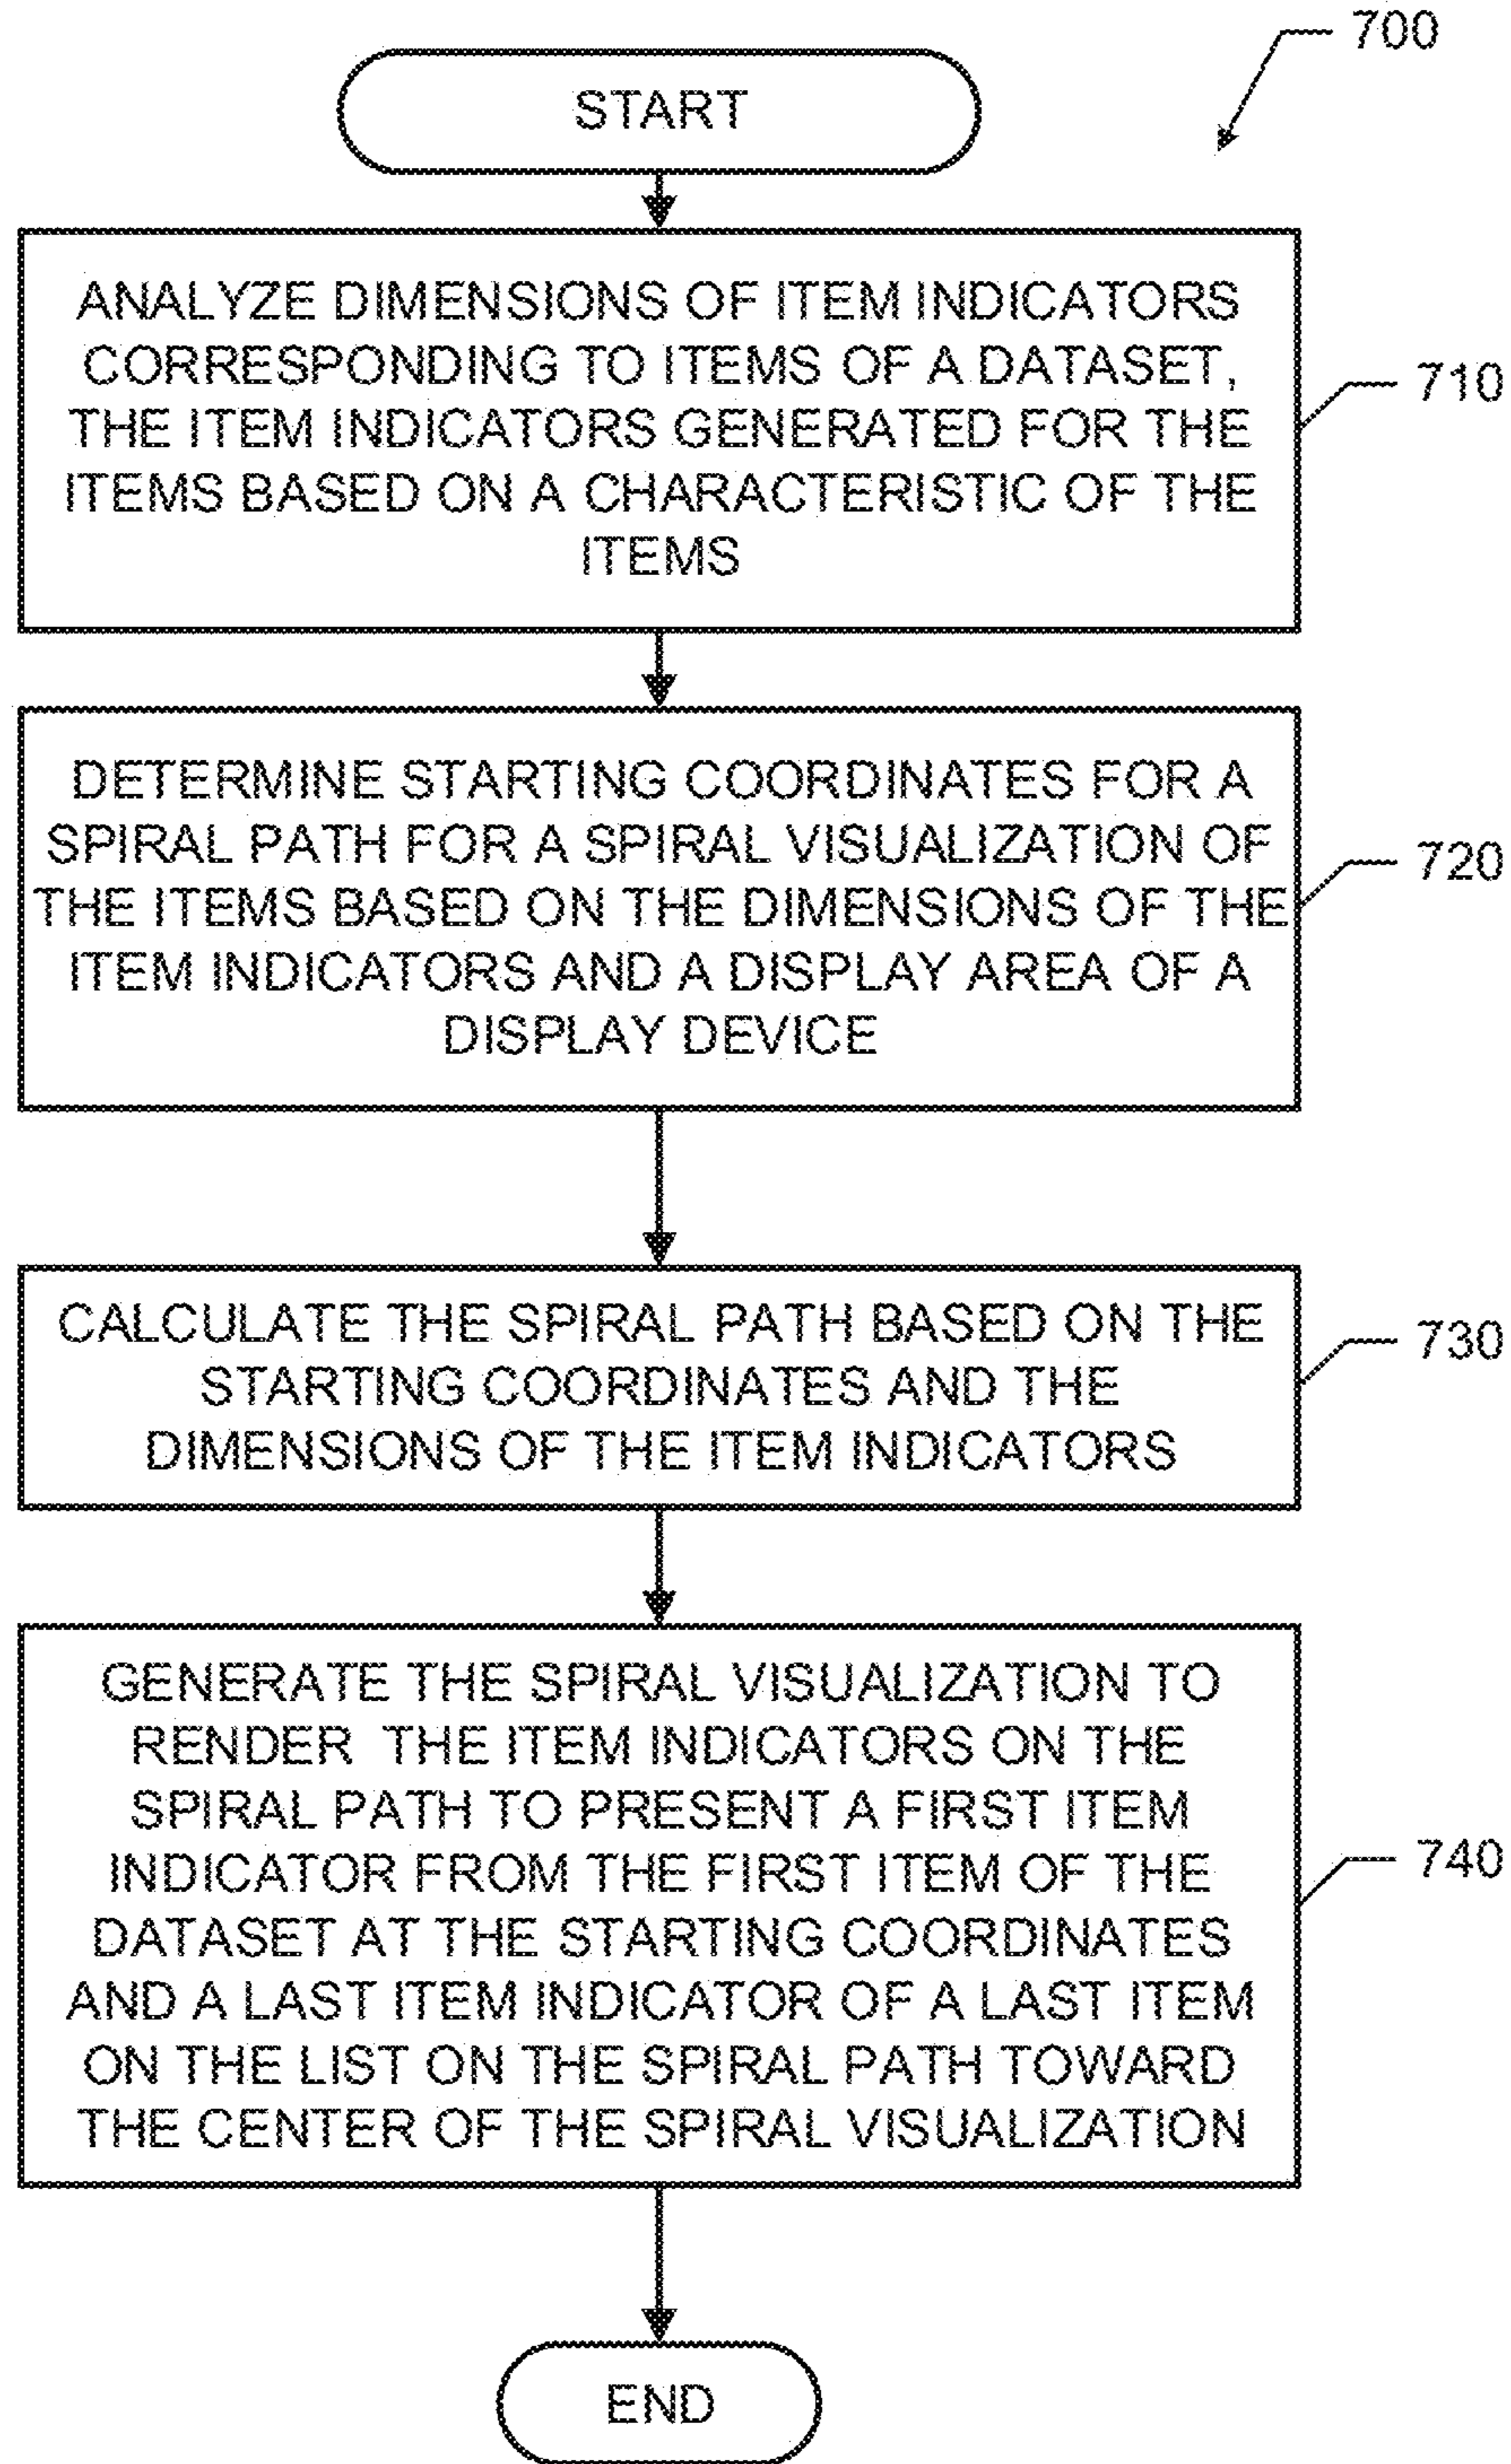 700
START
ANALYZE DIMENSIONS OF ITEM INDICATORS
CORRESPONDING TO ITEMS OF A DATASET,
THE ITEM INDICATORS GENERATED FOR THE
ITEMS BASED ON A CHARACTERISTIC OF THE
ITEMS
710
DETERMINE STARTING COORDINATES FOR A
SPIRAL PATH FOR A SPIRAL VISUALIZATION OF
THE ITEMS BASED ON THE DIMENSIONS OF THE
ITEM INDICATORS AND A DISPLAY AREA OF A
DISPLAY DEVICE
720
CALCULATE THE SPIRAL PATH BASED ON THE
STARTING COORDINATES AND THE
DIMENSIONS OF THE ITEM INDICATORS
730
GENERATE THE SPIRAL VISUALIZATION TO
RENDER THE ITEM INDICATORS ON THE
SPIRAL PATH TO PRESENT A FIRST ITEM
INDICATOR FROM THE FIRST ITEM OF THE
DATASET AT THE STARTING COORDINATES
AND A LAST ITEM INDICATOR OF A LAST ITEM
ON THE LIST ON THE SPIRAL PATH TOWARD
THE CENTER OF THE SPIRAL VISUALIZATION
740
END